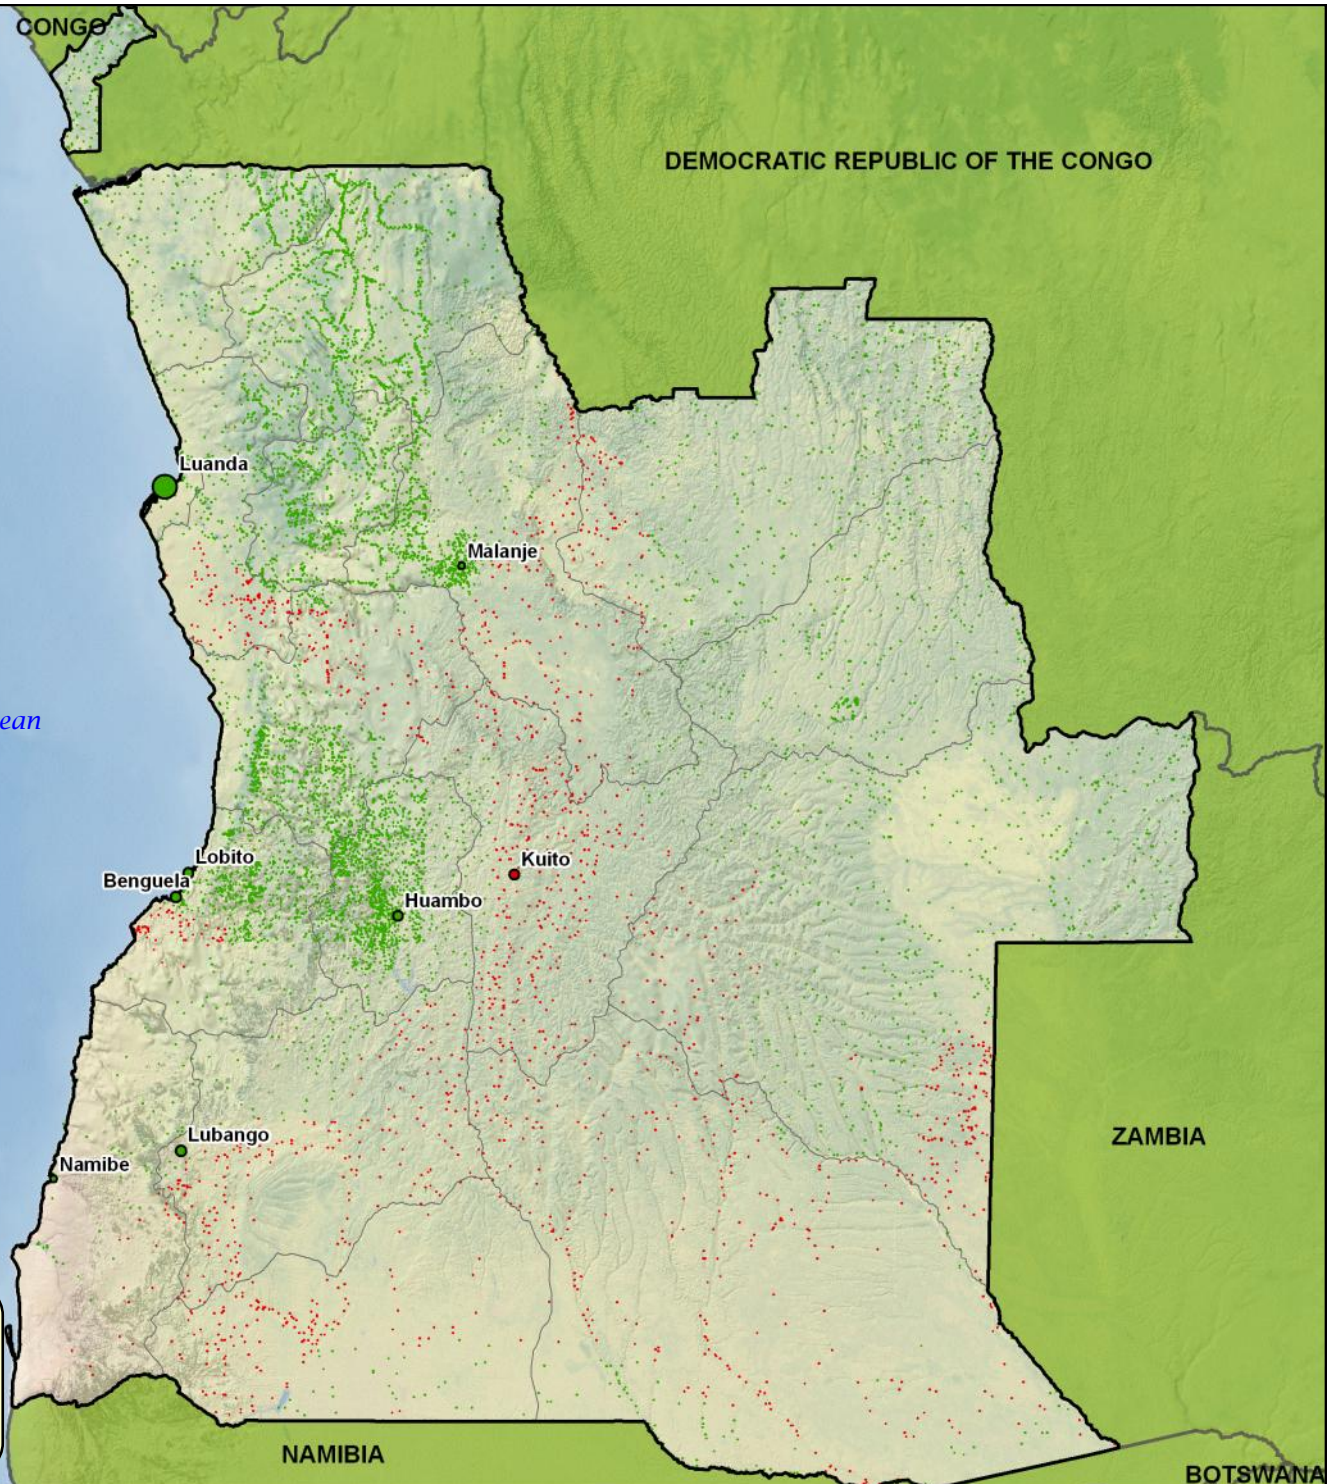 CONGO
DEMOCRATIC REPUBLIC OF THE CONGO
Luanda
Malanje
ean
Lobito
Kuito
Benguela
Huambo
Lubango
ZAMBIA
Namibe
NAMIBIA
BOTSWANA